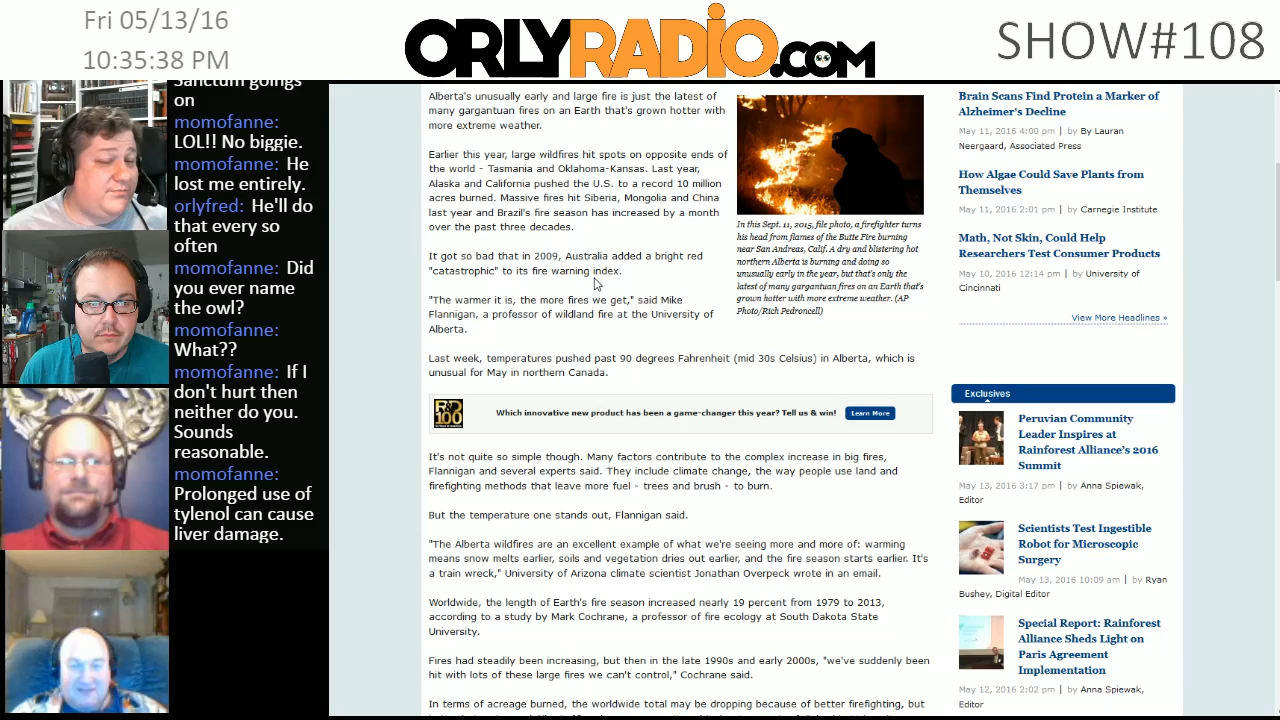 Fri 05/13/16
10:35:38 PM
ORLYRADIO.COM
SHOW#108
Sanctum goings
on
momofanne:
LOL!! No biggie.
momofanne: He
lost me entirely.
orlyfred: He'll do
that every so
often
momofanne: Did
you ever name
the owl?
momofanne:
What??
momofanne: If I
don't hurt then
neither do you.
Sounds
reasonable.
momofanne:
Prolonged use of
tylenol can cause
liver damage.
Alberta's unusually early and large fire is just the latest of
many gargantuan fires on an Earth that's grown hotter with
more extreme weather.
Earlier this year, large wildfires hit spots on opposite ends of
the world - Tasmania and Oklahoma-Kansas. Last year,
Alaska and California pushed the U.S. to a record 10 million
acres burned. Massive fires hit Siberia, Mongolia and China
last year and Brazil's fire season has increased by a month
over the past three decades.
It got so bad that in 2009, Australia added a bright red
"catastrophic" to its fire warning index.
"The warmer it is, the more fires we get," said Mike
Flannigan, a professor of wildland fire at the University of
Alberta.
In this Sept. 11, 2015, file photo, a firefighter turns
his head from flames of the Butte Fire burning
near San Andreas, Calif. A dry and blistering hot
northern Alberta is burning and doing so
unusually early in the year, but that's only the
latest of many gargantuan fires on an Earth that's
grown hotter with more extreme weather. (AP
Photo/Rich Pedroncell)
Last week, temperatures pushed past 90 degrees Fahrenheit (mid 30s Celsius) in Alberta, which is
unusual for May in northern Canada.
R&D
100
Which innovative new product has been a game-changer this year? Tell us & win!
Learn More
It's not quite so simple though. Many factors contribute to the complex increase in big fires,
Flannigan and several experts said. They include climate change, the way people use land and
firefighting methods that leave more fuel - trees and brush - to burn.
But the temperature one stands out, Flannigan said.
"The Alberta wildfires are an excellent example of what we're seeing more and more of: warming
means snow melts earlier, soils and vegetation dries out earlier, and the fire season starts earlier. It's
a train wreck," University of Arizona climate scientist Jonathan Overpeck wrote in an email.
Worldwide, the length of Earth's fire season increased nearly 19 percent from 1979 to 2013,
according to a study by Mark Cochrane, a professor of fire ecology at South Dakota State
University.
Fires had steadily been increasing, but then in the late 1990s and early 2000s, "we've suddenly been
hit with lots of these large fires we can't control," Cochrane said.
In terms of acreage burned, the worldwide total may be dropping because of better firefighting, but
Brain Scans Find Protein a Marker of
Alzheimer's Decline
May 11, 2016 4:00 pm | by By Lauran
Neergaard, Associated Press
How Algae Could Save Plants from
Themselves
May 11, 2016 2:01 pm | by Carnegie Institute
Math, Not Skin, Could Help
Researchers Test Consumer Products
May 10, 2016 12:14 pm | by University of
Cincinnati
View More Headlines »
Exclusives
Peruvian Community
Leader Inspires at
Rainforest Alliance's 2016
Summit
May 13, 2016 3:17 pm | by Anna Spiewak,
Editor
Scientists Test Ingestible
Robot for Microscopic
Surgery
May 13, 2016 10:09 am | by Ryan
Bushey, Digital Editor
Special Report: Rainforest
Alliance Sheds Light on
Paris Agreement
Implementation
May 12, 2016 2:02 pm | by Anna Spiewak,
Editor